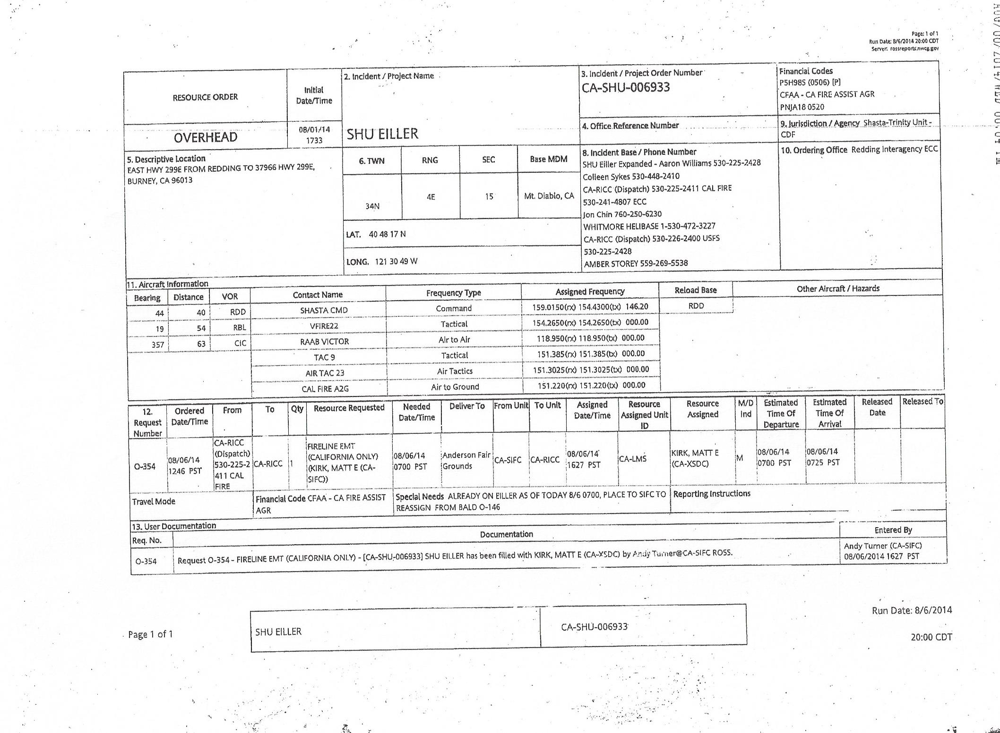 Page: 1 of 1
Run Date: 8/6/2014 20:00 CDT
Server: rossreports.nwcg.gov
RESOURCE ORDER
Initial
Date/Time
2. Incident / Project Name
3. Incident / Project Order Number
CA-SHU-006933
Financial Codes
P5H98S (0506) [P]
CFAA - CA FIRE ASSIST AGR
PNJA18 0520
OVERHEAD
08/01/14
1733
SHU EILLER
4. Office Reference Number
9. Jurisdiction / Agency Shasta-Trinity Unit -
CDF
5. Descriptive Location
EAST HWY 299E FROM REDDING TO 37966 HWY 299E,
BURNEY, CA 96013
6. TWN RNG SEC Base MDM
34N 4E 15 Mt. Diablo, CA
LAT. 40 48 17 N
LONG. 121 30 49 W
8. Incident Base / Phone Number
SHU Eiller Expanded - Aaron Williams 530-225-2428
Colleen Sykes 530-448-2410
CA-RICC (Dispatch) 530-225-2411 CAL FIRE
530-241-4807 ECC
Jon Chin 760-250-6230
WHITMORE HELIBASE 1-530-472-3227
CA-RICC (Dispatch) 530-226-2400 USFS
530-225-2428
AMBER STOREY 559-269-5538
10. Ordering Office Redding Interagency ECC
11. Aircraft Information
Bearing Distance VOR Contact Name Frequency Type Assigned Frequency Reload Base Other Aircraft / Hazards
44 40 RDD SHASTA CMD Command 159.0150(rx) 154.4300(tx) 146.20 RDD
19 54 RBL VFIRE22 Tactical 154.2650(rx) 154.2650(tx) 000.00
357 63 CIC RAAB VICTOR Air to Air 118.950(rx) 118.950(tx) 000.00
TAC 9 Tactical 151.385(rx) 151.385(tx) 000.00
AIR TAC 23 Air Tactics 151.3025(rx) 151.3025(tx) 000.00
CAL FIRE A2G Air to Ground 151.220(rx) 151.220(tx) 000.00
12.
Request
Number
Ordered
Date/Time
From
To
Qty
Resource Requested
Needed
Date/Time
Deliver To
From Unit
To Unit
Assigned
Date/Time
Resource
Assigned Unit
ID
Resource
Assigned
M/D
Ind
Estimated
Time Of
Departure
Estimated
Time Of
Arrival
Released
Date
Released To
O-354
08/06/14
1246 PST
CA-RICC
(Dispatch)
530-225-2
411 CAL
FIRE
CA-RICC
1
FIRELINE EMT
(CALIFORNIA ONLY)
(KIRK, MATT E (CA-
SIFC))
08/06/14
0700 PST
Anderson Fair
Grounds
CA-SIFC
CA-RICC
08/06/14
1627 PST
CA-LMS
KIRK, MATT E
(CA-XSDC)
M
08/06/14
0700 PST
08/06/14
0725 PST
Travel Mode
Financial Code CFAA - CA FIRE ASSIST
AGR
Special Needs ALREADY ON EILLER AS OF TODAY 8/6 0700, PLACE TO SIFC TO
REASSIGN FROM BALD O-146
Reporting Instructions
13. User Documentation
Req. No. Documentation Entered By
O-354
Request O-354 - FIRELINE EMT (CALIFORNIA ONLY) - [CA-SHU-006933] SHU EILLER has been filled with KIRK, MATT E (CA-XSDC) by Andy Turner@CA-SIFC ROSS.
Andy Turner (CA-SIFC)
08/06/2014 1627 PST
Page 1 of 1
SHU EILLER
CA-SHU-006933
Run Date: 8/6/2014
20:00 CDT